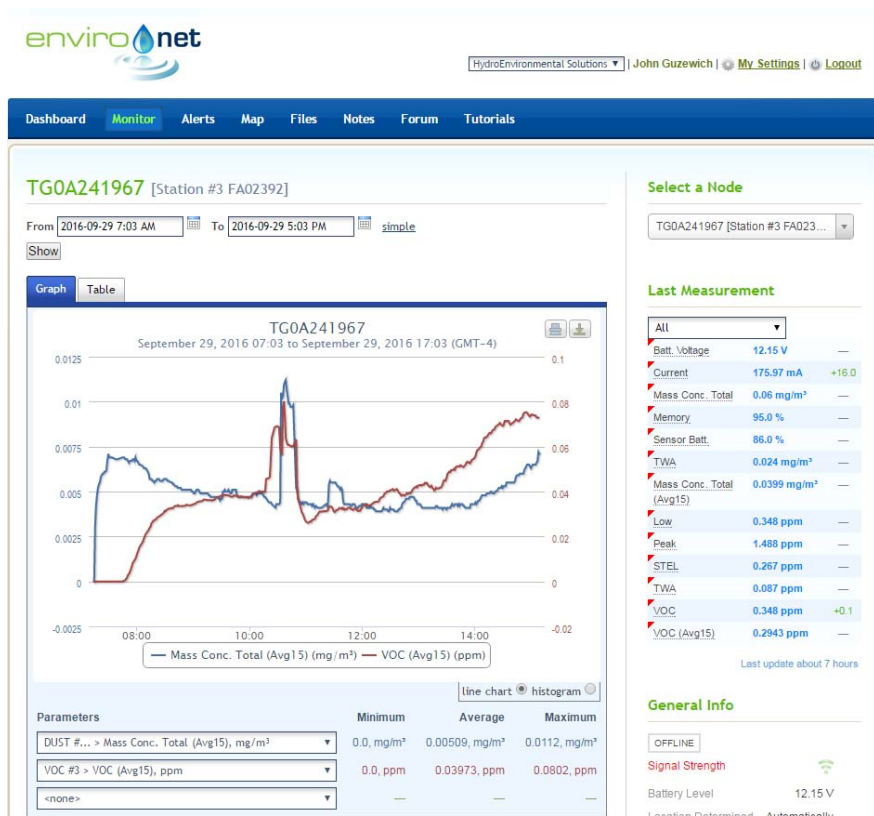 enviro net
HydroEnvironmental Solutions | John Guzewich | My Settings | Logout
Dashboard Monitor Alerts Map Files Notes Forum Tutorials
TG0A241967 [Station #3 FA02392]
From 2016-09-29 7:03 AM To 2016-09-29 5:03 PM simple
Show
Graph Table
TG0A241967
September 29, 2016 07:03 to September 29, 2016 17:03 (GMT-4)
0.0125 0.1
0.01 0.08
0.0075 0.06
0.005 0.04
0.0025 0.02
0 0
-0.0025 -0.02
08:00 10:00 12:00 14:00
Mass Conc. Total (Avg15) (mg/m³) VOC (Avg15) (ppm)
line chart histogram
Parameters Minimum Average Maximum
DUST #... > Mass Conc. Total (Avg15), mg/m³ 0.0, mg/m³ 0.00509, mg/m³ 0.0112, mg/m³
VOC #3 > VOC (Avg15), ppm 0.0, ppm 0.03973, ppm 0.0802, ppm
<none> — — —
Select a Node
TG0A241967 [Station #3 FA023...
Last Measurement
All
Batt. Voltage 12.15 V —
Current 175.97 mA +16.0
Mass Conc. Total 0.06 mg/m³ —
Memory 95.0 % —
Sensor Batt. 86.0 % —
TWA 0.024 mg/m³ —
Mass Conc. Total 0.0399 mg/m³ —
(Avg15)
Low 0.348 ppm —
Peak 1.488 ppm —
STEL 0.267 ppm —
TWA 0.087 ppm —
VOC 0.348 ppm +0.1
VOC (Avg15) 0.2943 ppm —
Last update about 7 hours
General Info
OFFLINE
Signal Strength
Battery Level 12.15 V
Location Determined Automatically